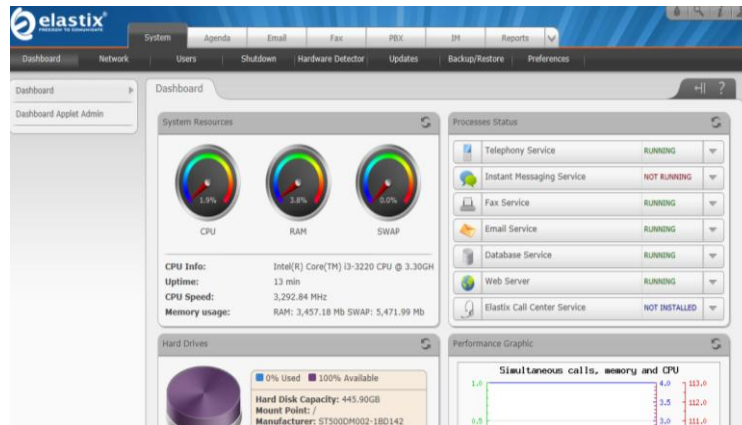 elastix®
PRECISION TO COMMUNICATE
System Agenda Email Fax PBX IM Reports
Dashboard Network Users Shutdown Hardware Detector Updates Backup/Restore Preferences
Dashboard
Dashboard Applet Admin
Dashboard
?
System Resources
1.9% 3.8% 0.0%
CPU RAM SWAP
CPU Info: Intel(R) Core(TM) i3-3220 CPU @ 3.30GH
Uptime: 13 min
CPU Speed: 3,292.84 MHz
Memory usage: RAM: 3,457.18 Mb SWAP: 5,471.99 Mb
Processes Status
Telephony Service RUNNING
Instant Messaging Service NOT RUNNING
Fax Service RUNNING
Email Service RUNNING
Database Service RUNNING
Web Server RUNNING
Elastix Call Center Service NOT INSTALLED
Hard Drives
0% Used 100% Available
Hard Disk Capacity: 445.90GB
Mount Point: /
Manufacturer: ST500DM002-1BD142
Performance Graphic
Simultaneous calls, memory and CPU
1.0 4.0 113.0
3.5 112.0
0.5 3.0 111.0